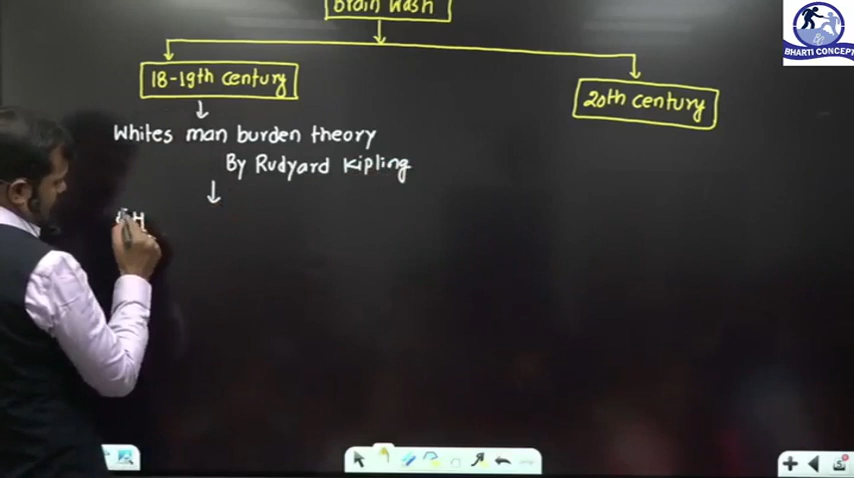 Brain wash
18-19th century
20th century
Whites man burden theory
By Rudyard Kipling
BHARTI CONCEPT